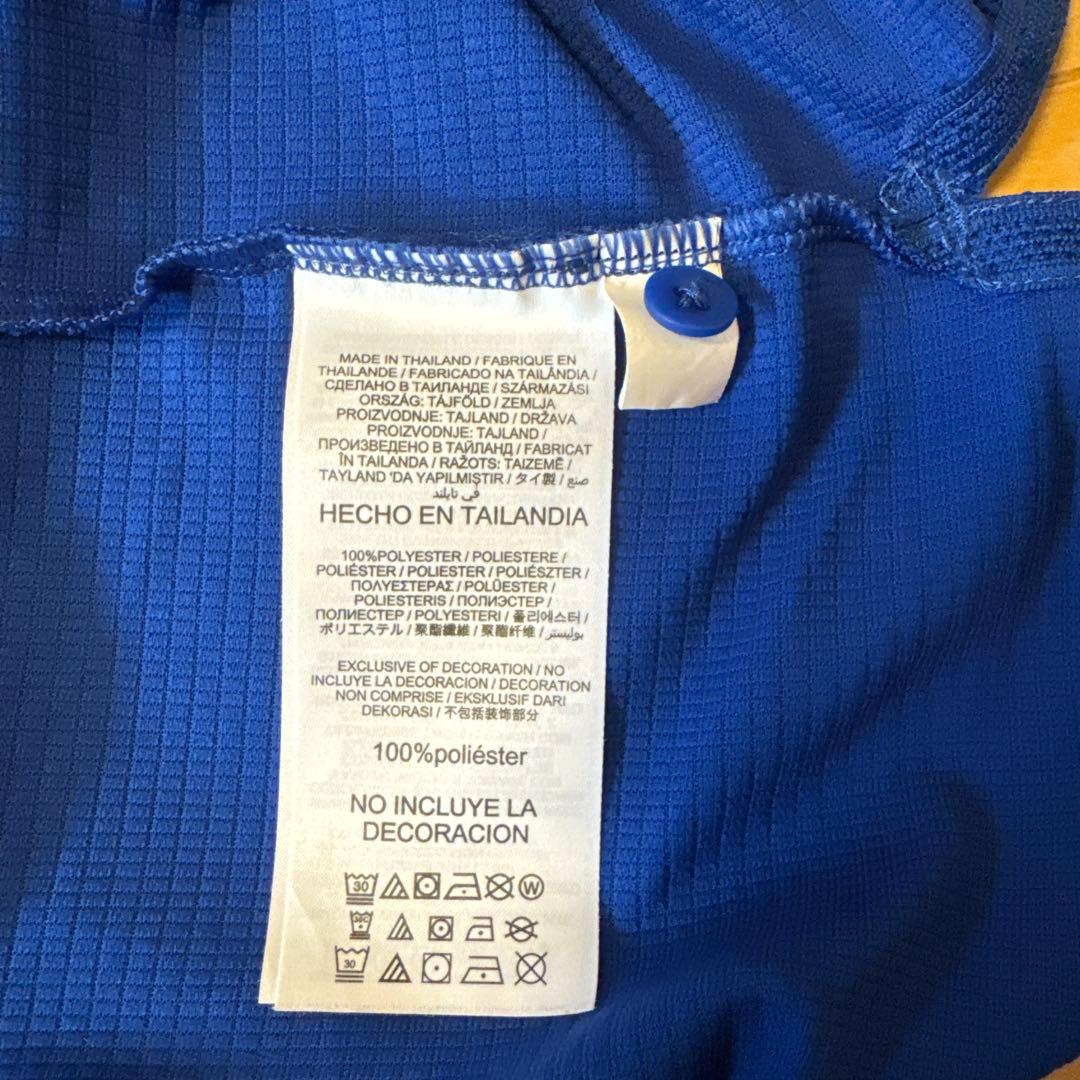 MADE IN THAILAND / FABRIQUE EN
THAILANDE / FABRICADO NA TAILÂNDIA /
СДЕЛАНО В ТАИЛАНДЕ / SZÁRMAZÁSI
ORSZÁG: TÁJFÖLD / ZEMLJA
PROIZVODNJE: TAJLAND / DRŽAVA
PROIZVODNJE: TAJLAND /
ПРОИЗВЕДЕНО В ТАЙЛАНД / FABRICAT
ÎN TAILANDA / RAŽOTS: TAIZEMĒ /
TAYLAND 'DA YAPILMIŞTIR / タイ製 / صنع
في تايلند
HECHO EN TAILANDIA
100%POLYESTER / POLIESTERE /
POLIÉSTER / POLIESTER / POLIÉSZTER /
ΠΟΛΥΕΣΤΕΡΑΣ / POLÜESTER /
POLIESTERIS / ПОЛИЭСТЕР /
ПОЛИЕСТЕР / POLYESTERI / 폴리에스터 /
ポリエステル / 聚酯纖維 / 聚酯纤维 / بوليستر
EXCLUSIVE OF DECORATION / NO
INCLUYE LA DECORACION / DECORATION
NON COMPRISE / EKSKLUSIF DARI
DEKORASI / 不包括装饰部分
100%poliéster
NO INCLUYE LA
DECORACION
30 W
30C
30